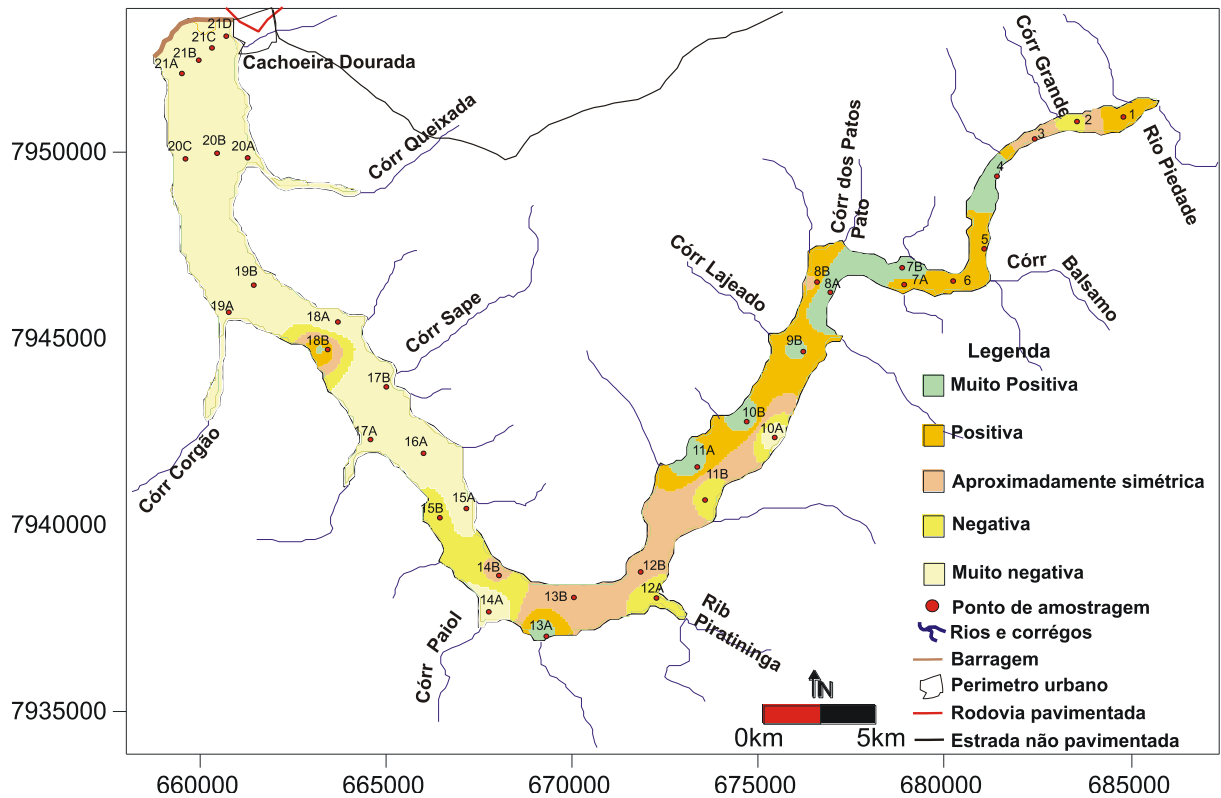 21D
21C
21B
21A
Cachoeira Dourada
Córr Queixada
20C
20B
20A
19B
19A
18A
18B
Córr Sape
17B
17A
16A
15A
15B
Córr Corgão
14B
14A
Córr Paiol
13B
13A
12B
12A
Rib
Piratininga
11A
11B
10B
10A
9B
Córr Lajeado
8B
8A
Córr dos Patos
Pato
7B
7A
6
5
Córr Balsamo
4
3
2
1
Córr Grande
Rio Piedade
7950000
7945000
7940000
7935000
660000
665000
670000
675000
680000
685000
Legenda
Muito Positiva
Positiva
Aproximadamente simétrica
Negativa
Muito negativa
Ponto de amostragem
Rios e corrégos
Barragem
Perimetro urbano
Rodovia pavimentada
Estrada não pavimentada
N
0km
5km